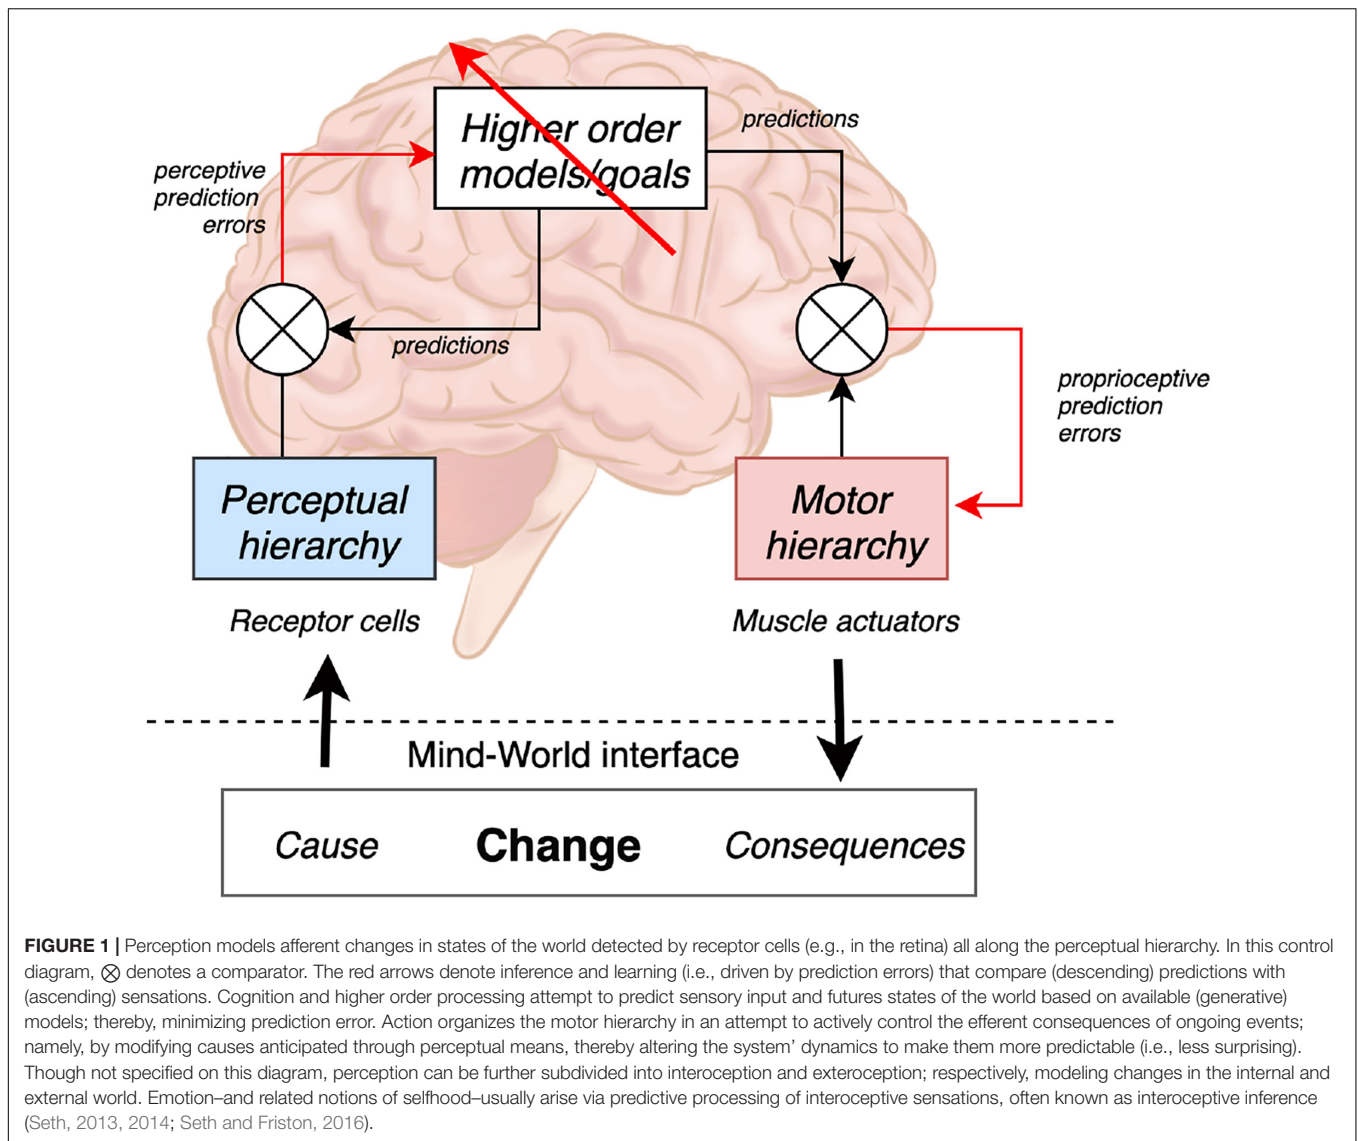 Higher order
models/goals
predictions
perceptive
prediction
errors
predictions
proprioceptive
prediction
errors
Perceptual
hierarchy
Motor
hierarchy
Receptor cells
Muscle actuators
Mind-World interface
Cause Change Consequences
FIGURE 1 | Perception models afferent changes in states of the world detected by receptor cells (e.g., in the retina) all along the perceptual hierarchy. In this control
diagram, ⨂ denotes a comparator. The red arrows denote inference and learning (i.e., driven by prediction errors) that compare (descending) predictions with
(ascending) sensations. Cognition and higher order processing attempt to predict sensory input and futures states of the world based on available (generative)
models; thereby, minimizing prediction error. Action organizes the motor hierarchy in an attempt to actively control the efferent consequences of ongoing events;
namely, by modifying causes anticipated through perceptual means, thereby altering the system’ dynamics to make them more predictable (i.e., less surprising).
Though not specified on this diagram, perception can be further subdivided into interoception and exteroception; respectively, modeling changes in the internal and
external world. Emotion–and related notions of selfhood–usually arise via predictive processing of interoceptive sensations, often known as interoceptive inference
(Seth, 2013, 2014; Seth and Friston, 2016).